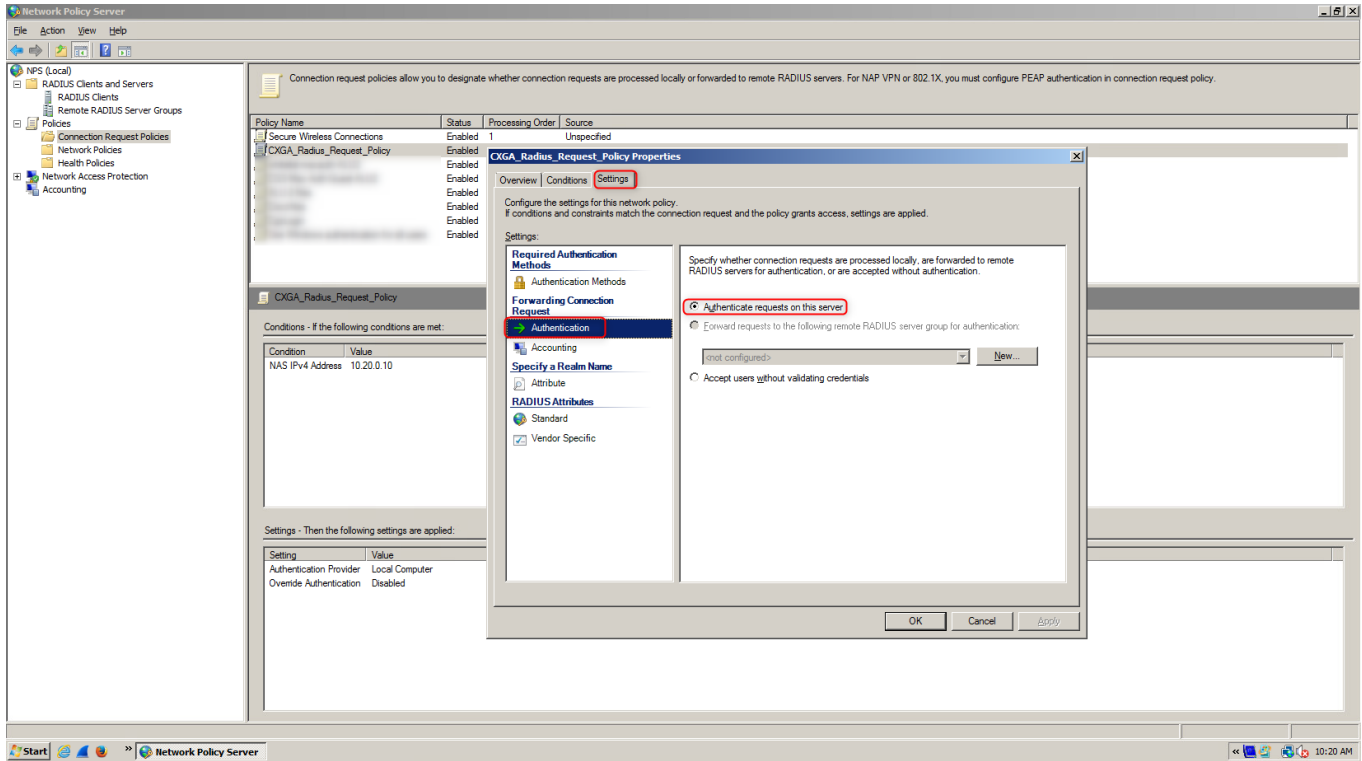 Network Policy Server
File Action View Help
NPS (Local)
RADIUS Clients and Servers
RADIUS Clients
Remote RADIUS Server Groups
Policies
Connection Request Policies
Network Policies
Health Policies
Network Access Protection
Accounting
Connection request policies allow you to designate whether connection requests are processed locally or forwarded to remote RADIUS servers. For NAP VPN or 802.1X, you must configure PEAP authentication in connection request policy.
Policy Name Status Processing Order Source
Secure Wireless Connections Enabled 1 Unspecified
CXGA_Radius_Request_Policy Enabled
Enabled
Enabled
Enabled
Enabled
Enabled
Enabled
CXGA_Radius_Request_Policy
Conditions - If the following conditions are met:
Condition Value
NAS IPv4 Address 10.20.0.10
Settings - Then the following settings are applied:
Setting Value
Authentication Provider Local Computer
Override Authentication Disabled
CXGA_Radius_Request_Policy Properties
Overview Conditions Settings
Configure the settings for this network policy.
If conditions and constraints match the connection request and the policy grants access, settings are applied.
Settings:
Required Authentication
Methods
Authentication Methods
Forwarding Connection
Request
Authentication
Accounting
Specify a Realm Name
Attribute
RADIUS Attributes
Standard
Vendor Specific
Specify whether connection requests are processed locally, are forwarded to remote
RADIUS servers for authentication, or are accepted without authentication.
Authenticate requests on this server
Forward requests to the following remote RADIUS server group for authentication:
<not configured> New...
Accept users without validating credentials
OK Cancel Apply
Start Network Policy Server 10:20 AM